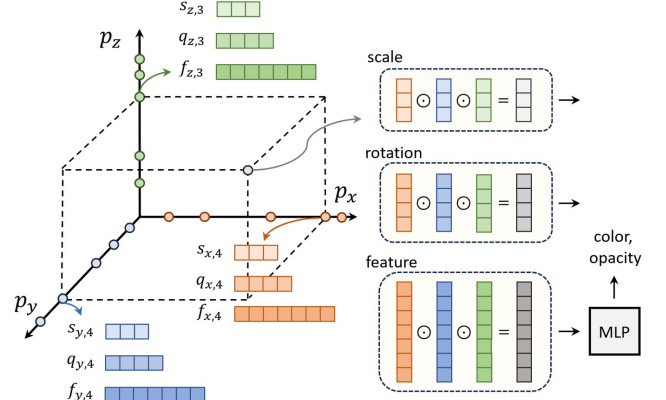 s_{z,3}
p_z
q_{z,3}
f_{z,3}
scale
⊙ ⊙ =
rotation
p_x
⊙ ⊙ =
color,
opacity
s_{x,4}
feature
q_{x,4}
p_y
f_{x,4}
s_{y,4}
⊙ ⊙ =
MLP
q_{y,4}
f_{y,4}